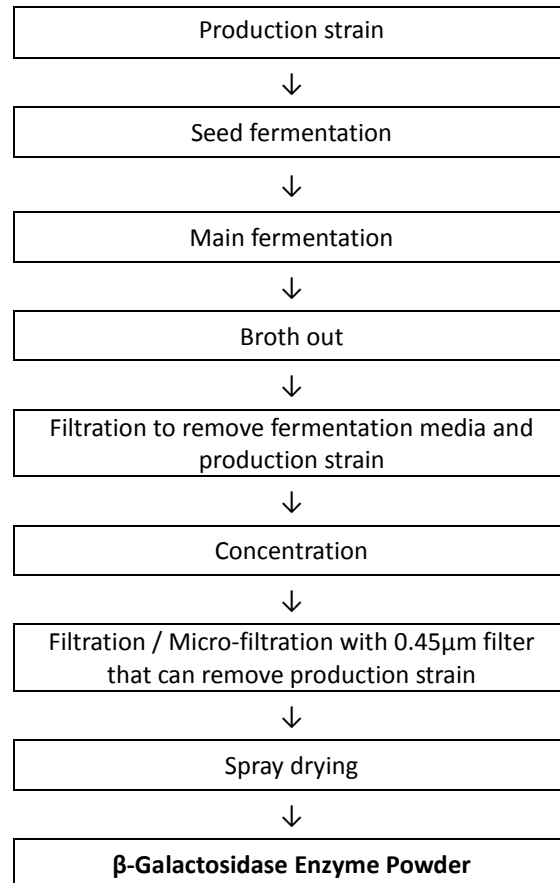 Production strain
↓
Seed fermentation
↓
Main fermentation
↓
Broth out
↓
Filtration to remove fermentation media and
production strain
↓
Concentration
↓
Filtration / Micro-filtration with 0.45μm filter
that can remove production strain
↓
Spray drying
↓
β-Galactosidase Enzyme Powder